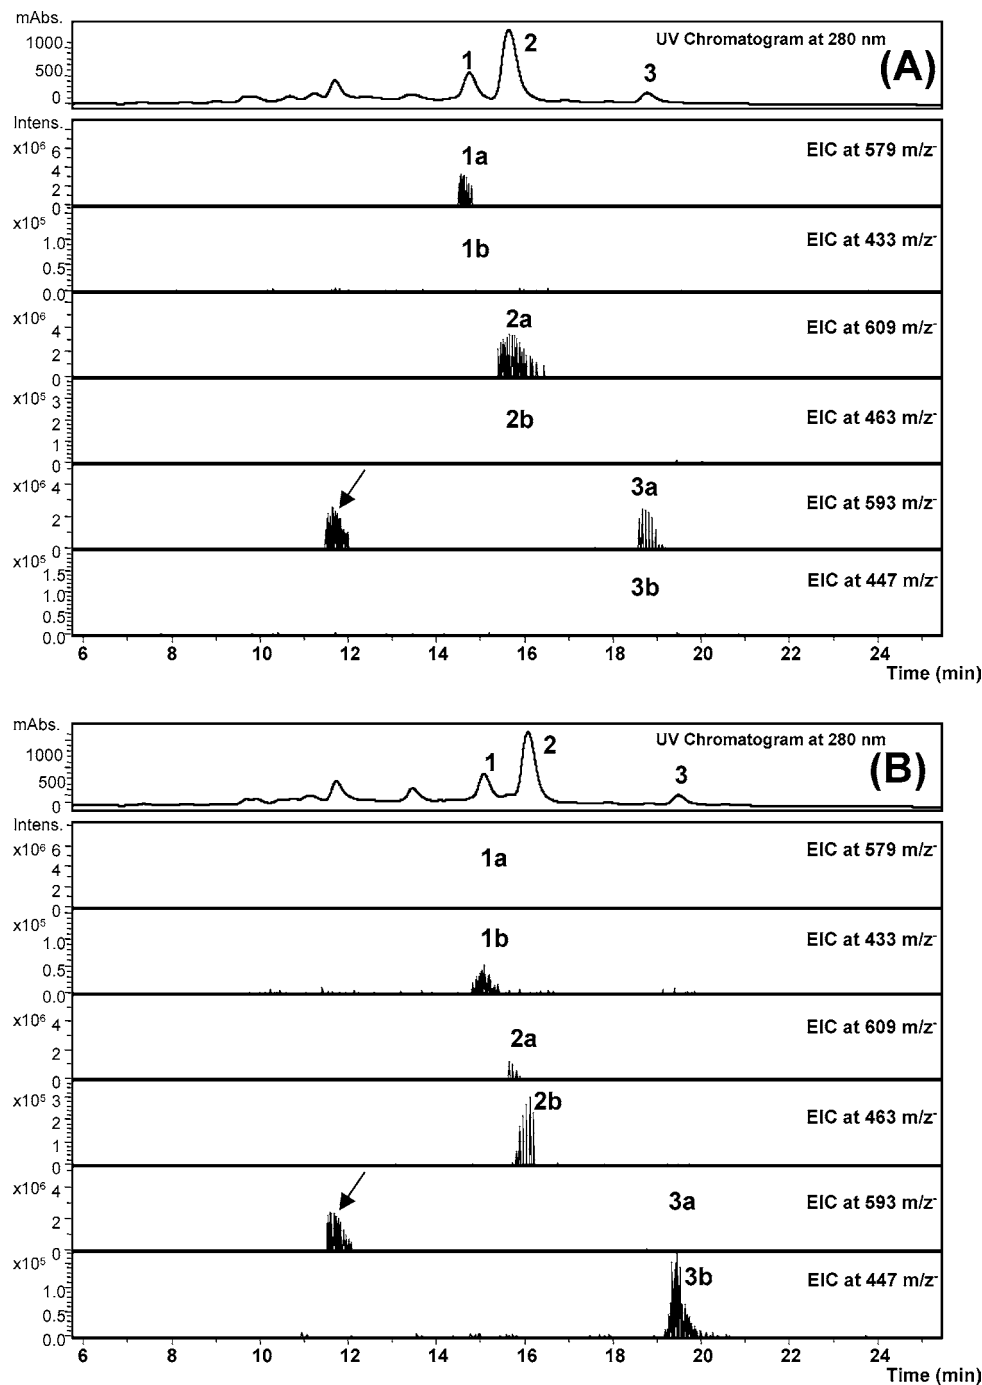 mAbs.
1000
500
0
1
2
3
UV Chromatogram at 280 nm
(A)
Intens.
x10⁶ 6
4
2
0
1a
EIC at 579 m/z⁻
x10⁵
1.0
0.5
0.0
1b
EIC at 433 m/z⁻
x10⁶
4
2
0
2a
EIC at 609 m/z⁻
x10⁵ 3
2
1
0
2b
EIC at 463 m/z⁻
x10⁶ 4
2
0
3a
EIC at 593 m/z⁻
x10⁵
1.5
1.0
0.5
0.0
3b
EIC at 447 m/z⁻
6 8 10 12 14 16 18 20 22 24
Time (min)
mAbs.
1000
500
0
1
2
3
UV Chromatogram at 280 nm
(B)
Intens.
x10⁶ 6
4
2
0
1a
EIC at 579 m/z⁻
x10⁵
1.0
0.5
0.0
1b
EIC at 433 m/z⁻
x10⁶ 4
2
0
2a
EIC at 609 m/z⁻
x10⁵ 3
2
1
0
2b
EIC at 463 m/z⁻
x10⁶ 4
2
0
3a
EIC at 593 m/z⁻
x10⁵
1.0
0.5
0.0
3b
EIC at 447 m/z⁻
6 8 10 12 14 16 18 20 22 24
Time (min)